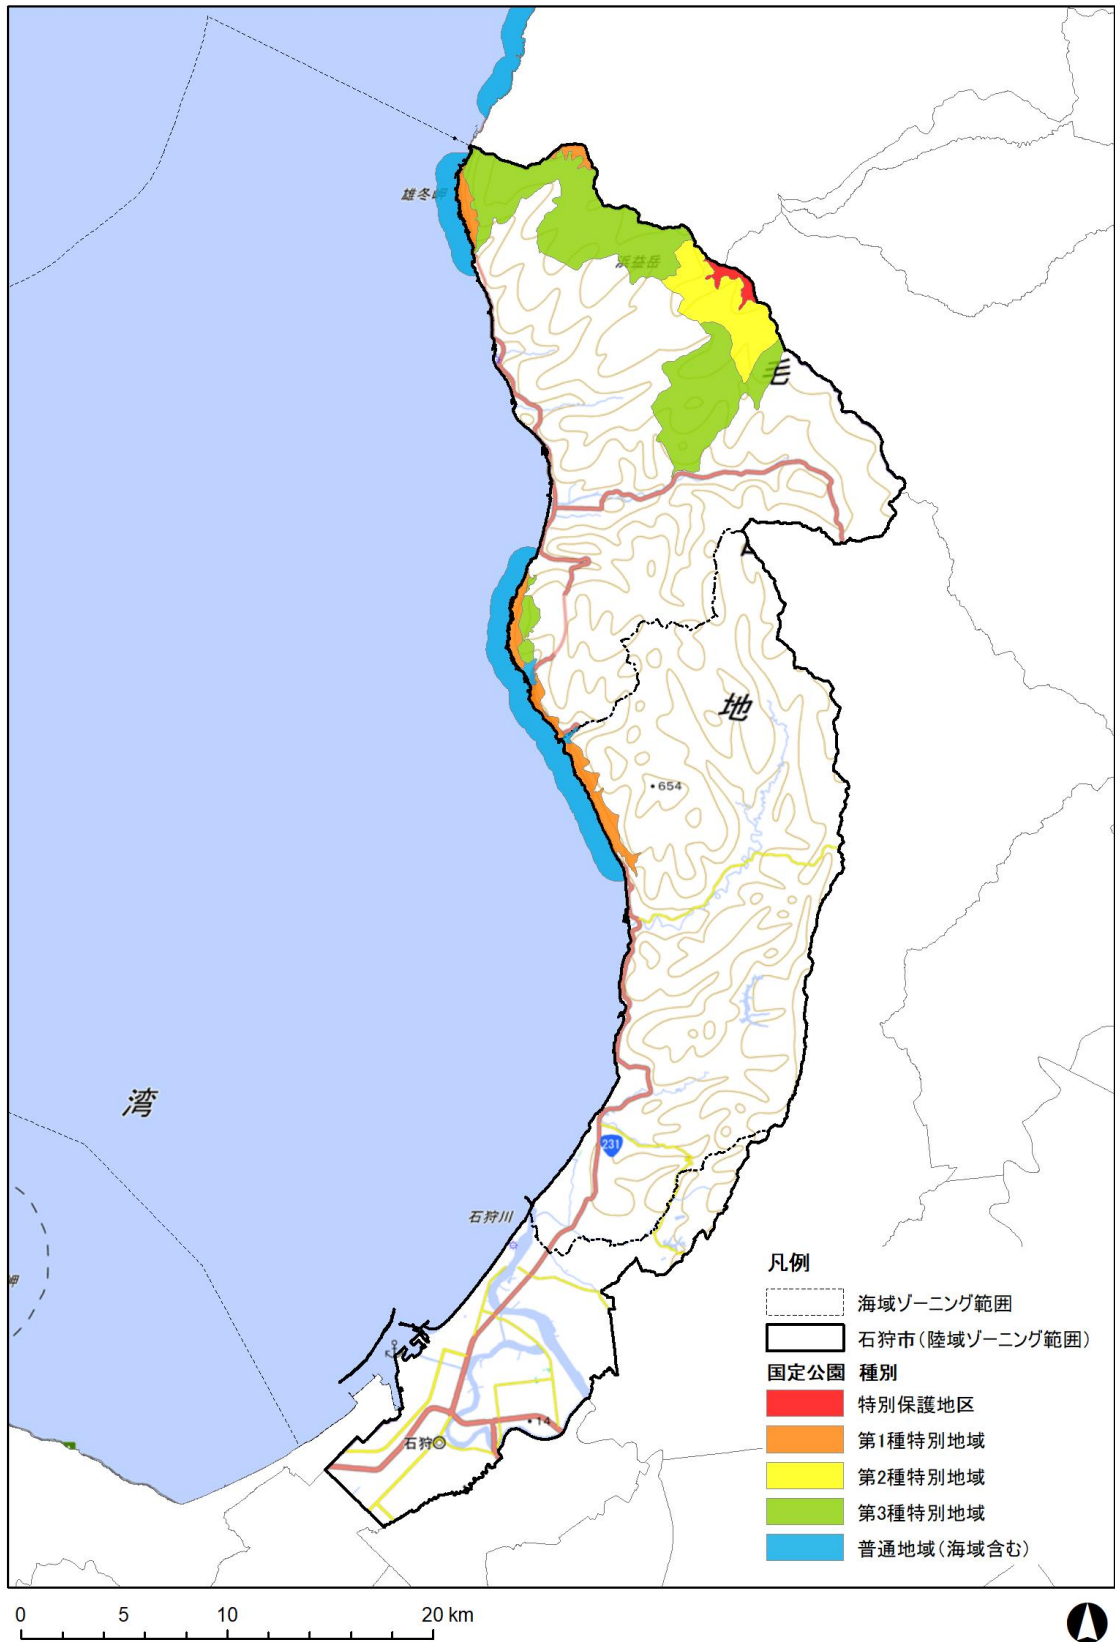 雄冬岬
浜益岳
毛
地
・654
湾
231
石狩川
岬
・14
石狩◎
凡例
海域ゾーニング範囲
石狩市(陸域ゾーニング範囲)
国定公園 種別
特別保護地区
第1種特別地域
第2種特別地域
第3種特別地域
普通地域(海域含む)
0 5 10 20 km